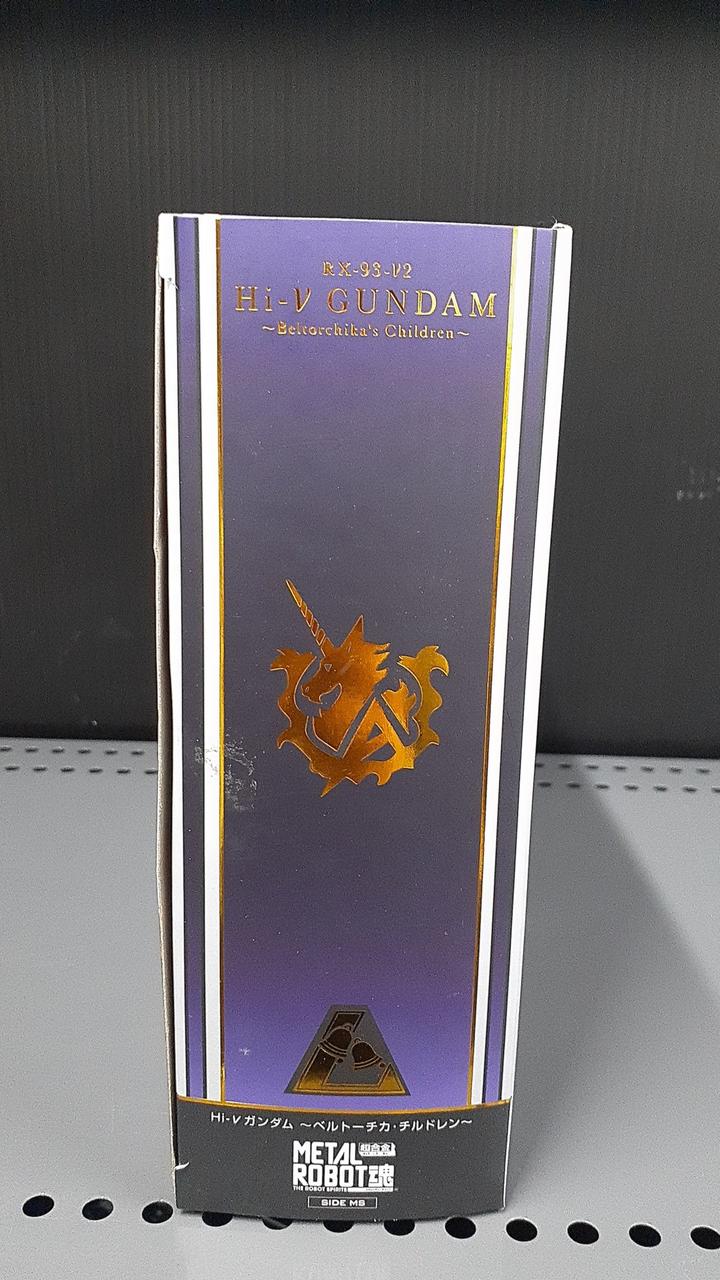 RX-93-ν2
Hi-ν GUNDAM
～Beltorchika's Children～
Hi-νガンダム ～ベルトーチカ・チルドレン～
METAL 超合金
ROBOT魂
THE ROBOT SPIRITS
SIDE MS